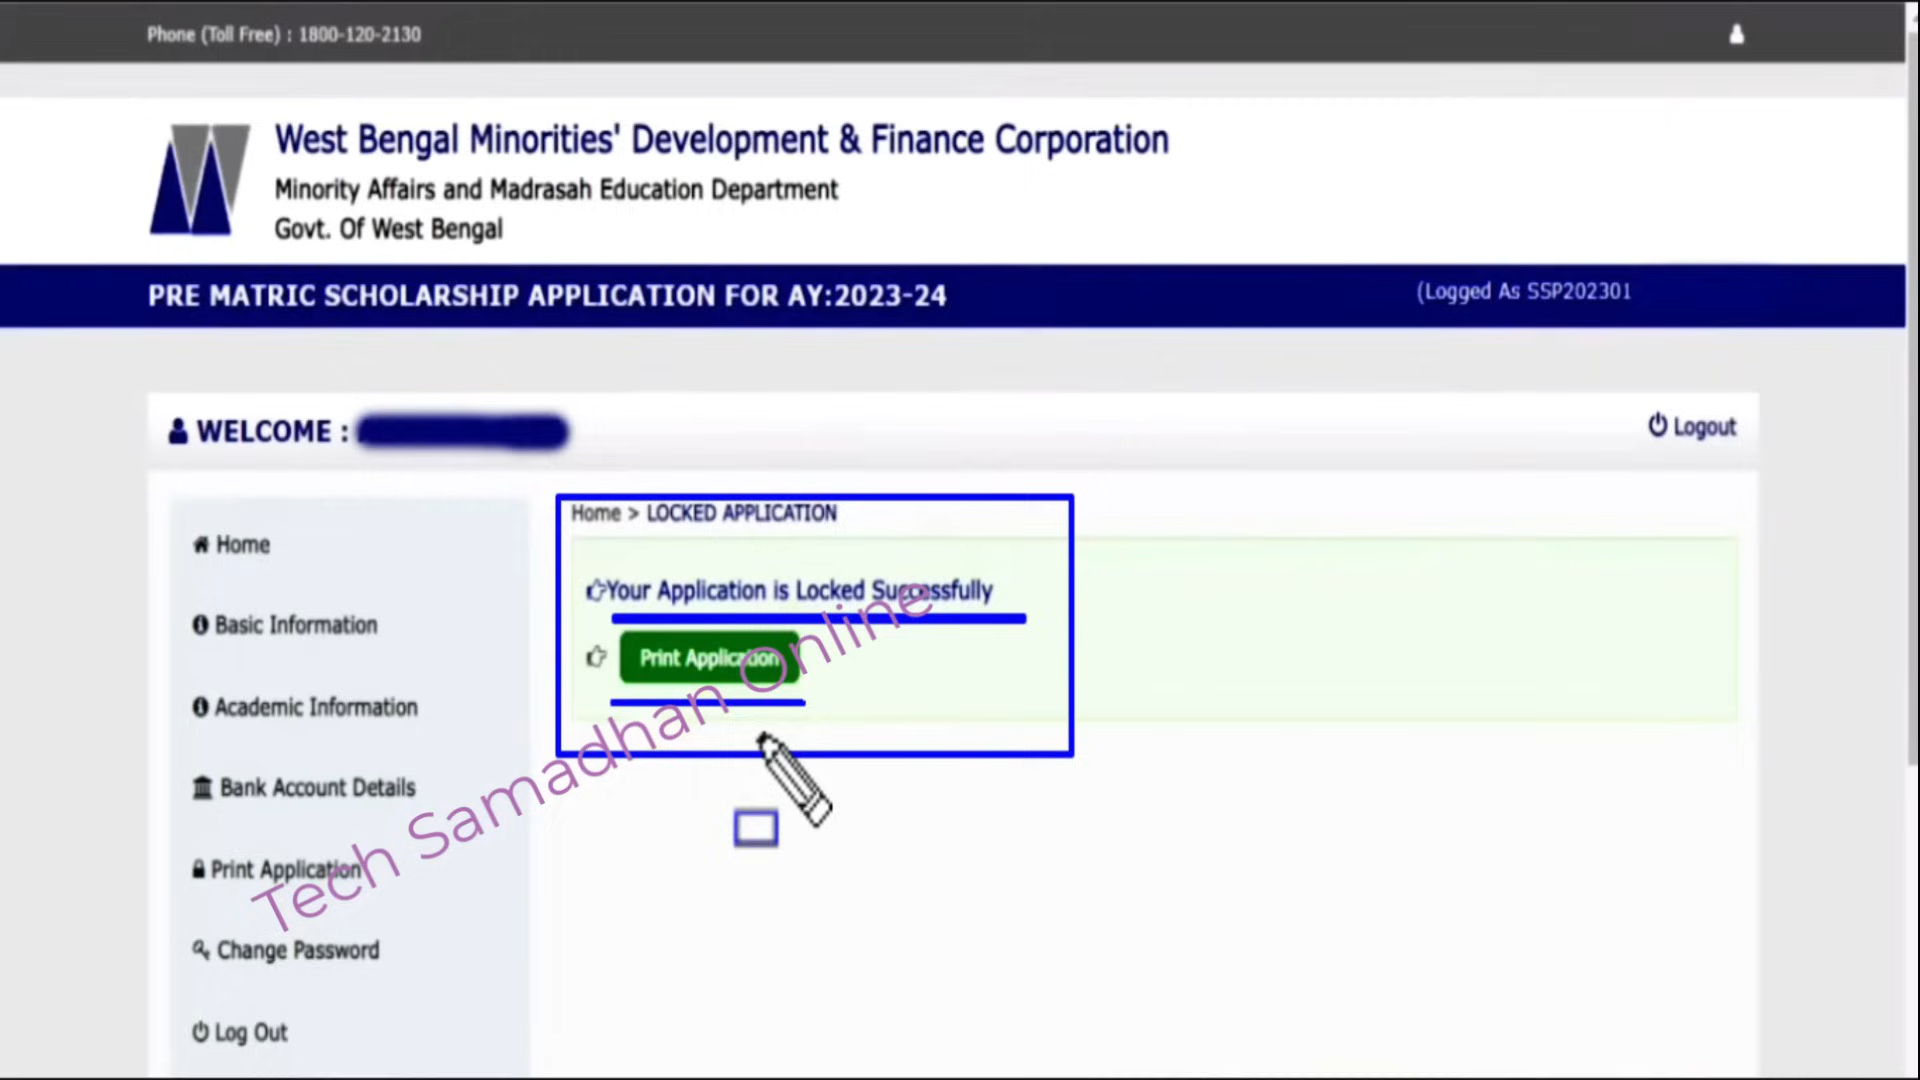 Phone (Toll Free) : 1800-120-2130
West Bengal Minorities' Development & Finance Corporation
Minority Affairs and Madrasah Education Department
Govt. Of West Bengal
PRE MATRIC SCHOLARSHIP APPLICATION FOR AY:2023-24
(Logged As SSP202301
WELCOME :
Logout
Home
Basic Information
Academic Information
Bank Account Details
Print Application
Change Password
Log Out
Home > LOCKED APPLICATION
Your Application is Locked Successfully
Print Application
Tech Samadhan Online